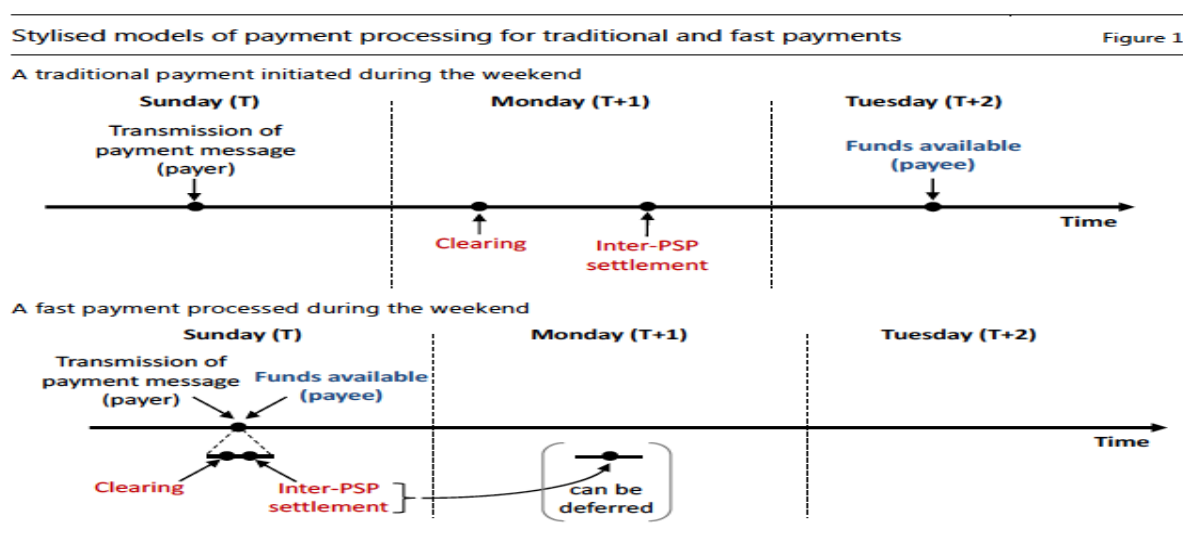 Stylised models of payment processing for traditional and fast payments Figure 1
A traditional payment initiated during the weekend
Sunday (T) Monday (T+1) Tuesday (T+2)
Transmission of
payment message
(payer)
Funds available
(payee)
Time
Clearing
Inter-PSP
settlement
A fast payment processed during the weekend
Sunday (T) Monday (T+1) Tuesday (T+2)
Transmission of
payment message
(payer)
Funds available
(payee)
Time
Clearing
Inter-PSP
settlement
can be
deferred